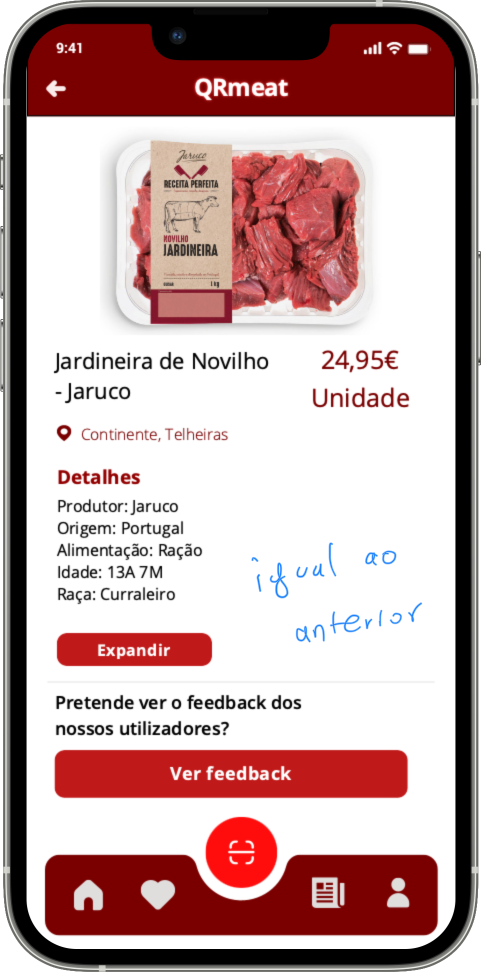 9:41
QRmeat
Jaruco
RECEITA PERFEITA
NOVILHO
JARDINEIRA
1 kg
Jardineira de Novilho
- Jaruco
24,95€
Unidade
Continente, Telheiras
Detalhes
Produtor: Jaruco
Origem: Portugal
Alimentação: Ração
Idade: 13A 7M
Raça: Curraleiro
igual ao
anterior
Expandir
Pretende ver o feedback dos
nossos utilizadores?
Ver feedback